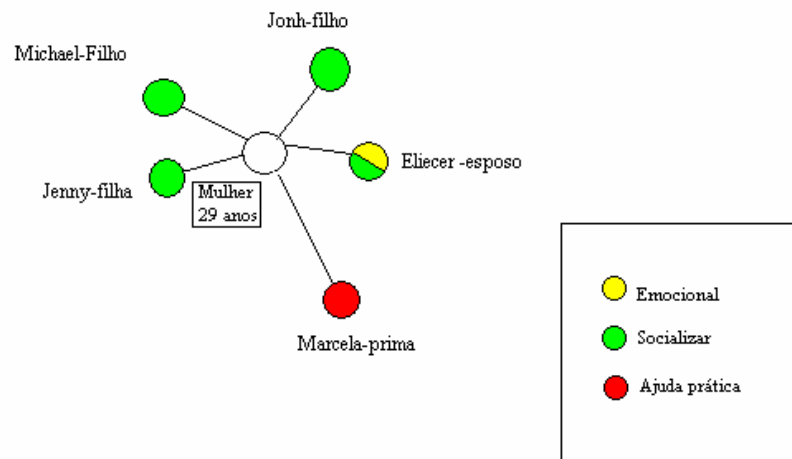 Jonh-filho
Michael-Filho
Eliecer -esposo
Jenny-filha
Mulher
29 anos
Marcela-prima
Emocional
Socializar
Ajuda prática